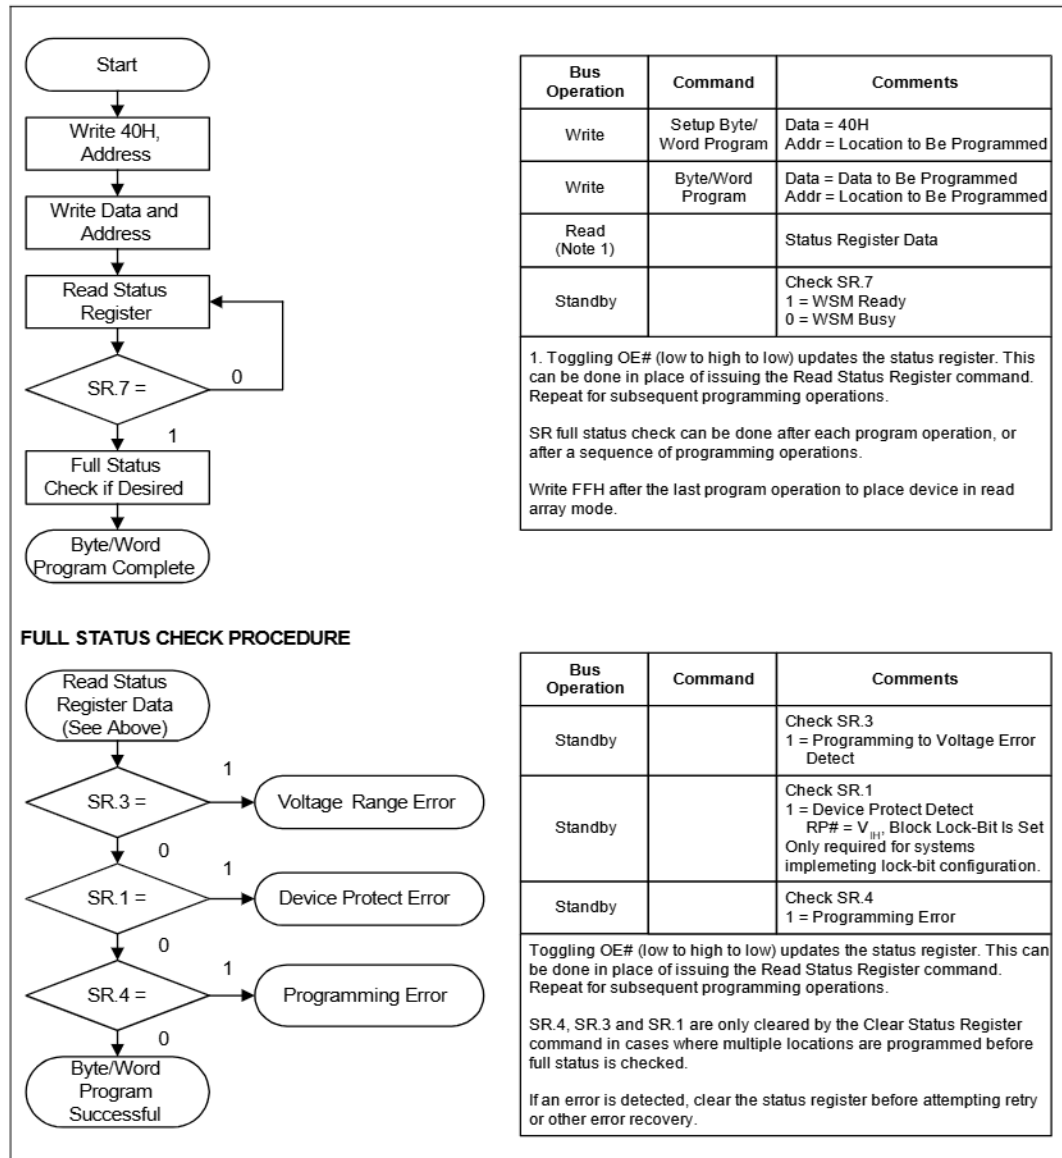 Start
Write 40H,
Address
Write Data and
Address
Read Status
Register
SR.7 =
0
1
Full Status
Check if Desired
Byte/Word
Program Complete
Bus
Operation
Command
Comments
Write
Setup Byte/
Word Program
Data = 40H
Addr = Location to Be Programmed
Write
Byte/Word
Program
Data = Data to Be Programmed
Addr = Location to Be Programmed
Read
(Note 1)
Status Register Data
Standby
Check SR.7
1 = WSM Ready
0 = WSM Busy
1. Toggling OE# (low to high to low) updates the status register. This
can be done in place of issuing the Read Status Register command.
Repeat for subsequent programming operations.
SR full status check can be done after each program operation, or
after a sequence of programming operations.
Write FFH after the last program operation to place device in read
array mode.
FULL STATUS CHECK PROCEDURE
Read Status
Register Data
(See Above)
SR.3 =
1
Voltage Range Error
0
SR.1 =
1
Device Protect Error
0
SR.4 =
1
Programming Error
0
Byte/Word
Program
Successful
Bus
Operation
Command
Comments
Standby
Check SR.3
1 = Programming to Voltage Error
Detect
Standby
Check SR.1
1 = Device Protect Detect
RP# = VIH, Block Lock-Bit Is Set
Only required for systems
implemeting lock-bit configuration.
Standby
Check SR.4
1 = Programming Error
Toggling OE# (low to high to low) updates the status register. This can
be done in place of issuing the Read Status Register command.
Repeat for subsequent programming operations.
SR.4, SR.3 and SR.1 are only cleared by the Clear Status Register
command in cases where multiple locations are programmed before
full status is checked.
If an error is detected, clear the status register before attempting retry
or other error recovery.